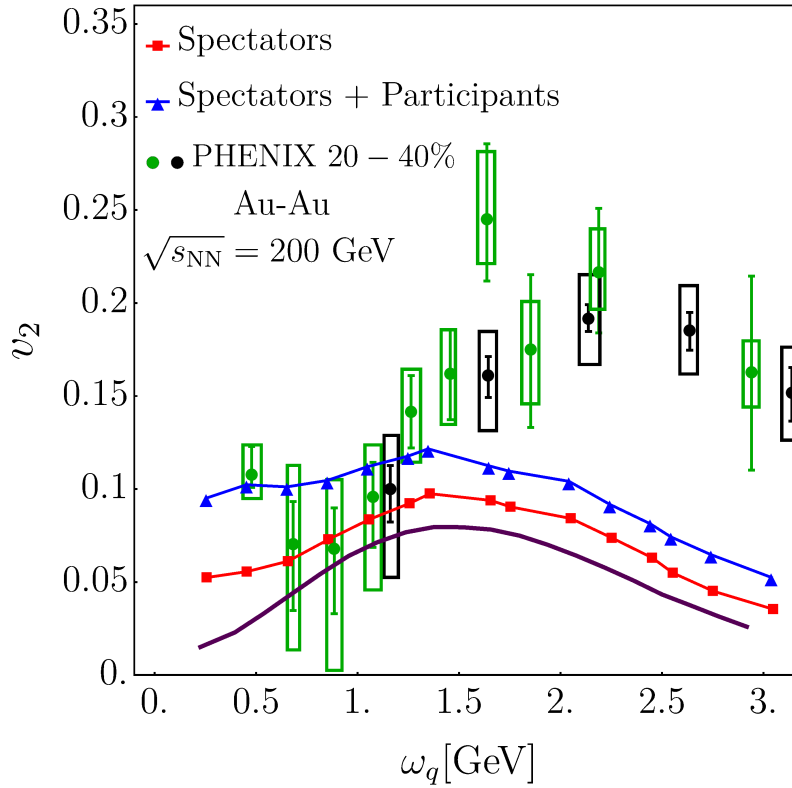 0.35
0.3
0.25
0.2
0.15
0.1
0.05
0.
v₂
Spectators
Spectators + Participants
PHENIX 20 – 40%
Au-Au
√s_NN = 200 GeV
0. 0.5 1. 1.5 2. 2.5 3.
ω_q[GeV]